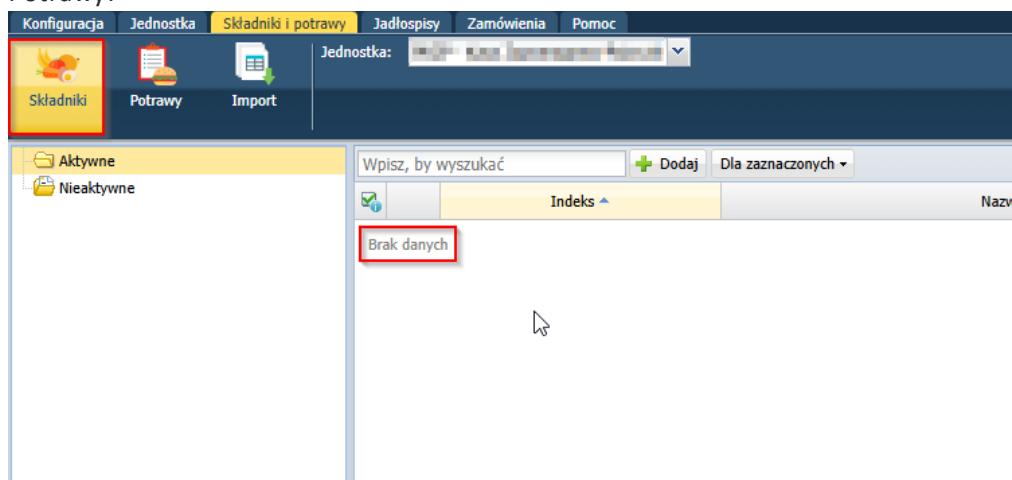 Konfiguracja Jednostka Składniki i potrawy Jadłospisy Zamówienia Pomoc
Jednostka:
Składniki Potrawy Import
Aktywne
Nieaktywne
Wpisz, by wyszukać Dodaj Dla zaznaczonych
Indeks
Brak danych